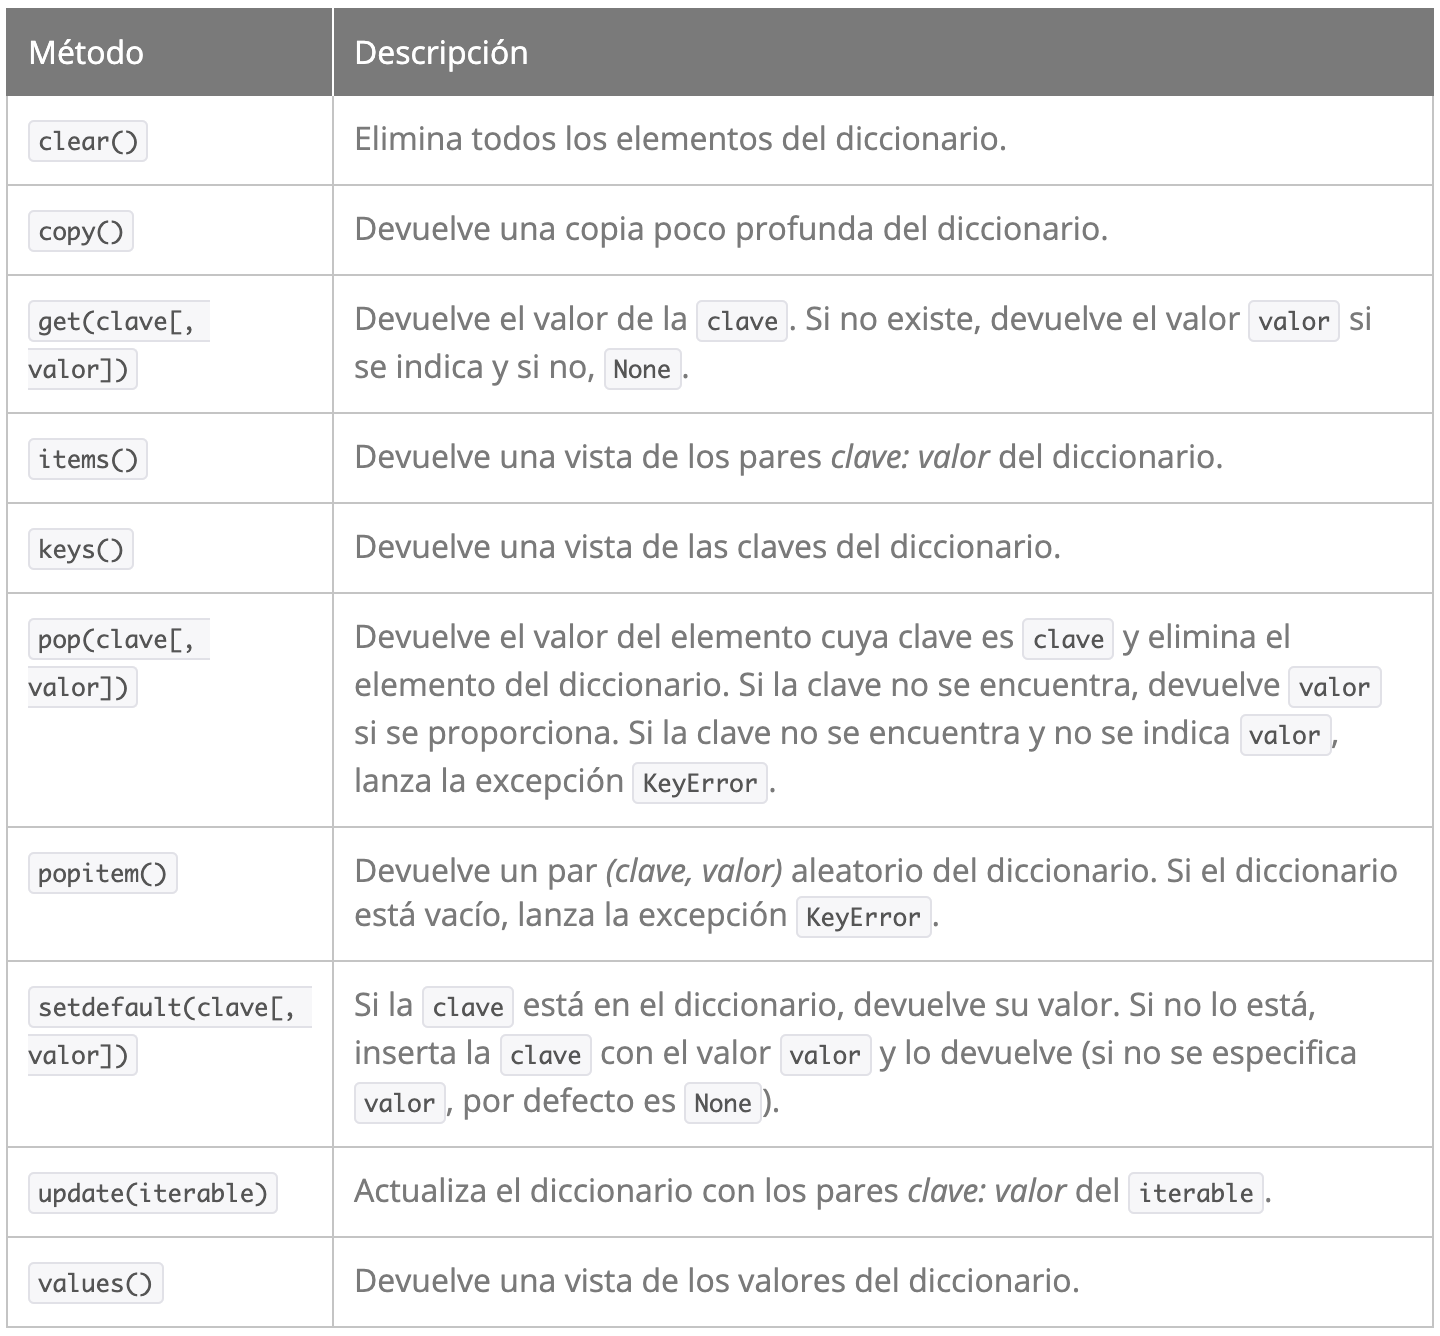 Método
Descripción
clear()
Elimina todos los elementos del diccionario.
copy()
Devuelve una copia poco profunda del diccionario.
get(clave[,
valor])
Devuelve el valor de la clave. Si no existe, devuelve el valor valor si
se indica y si no, None.
items()
Devuelve una vista de los pares clave: valor del diccionario.
keys()
Devuelve una vista de las claves del diccionario.
pop(clave[,
valor])
Devuelve el valor del elemento cuya clave es clave y elimina el
elemento del diccionario. Si la clave no se encuentra, devuelve valor
si se proporciona. Si la clave no se encuentra y no se indica valor,
lanza la excepción KeyError.
popitem()
Devuelve un par (clave, valor) aleatorio del diccionario. Si el diccionario
está vacío, lanza la excepción KeyError.
setdefault(clave[,
valor])
Si la clave está en el diccionario, devuelve su valor. Si no lo está,
inserta la clave con el valor valor y lo devuelve (si no se especifica
valor, por defecto es None).
update(iterable)
Actualiza el diccionario con los pares clave: valor del iterable.
values()
Devuelve una vista de los valores del diccionario.